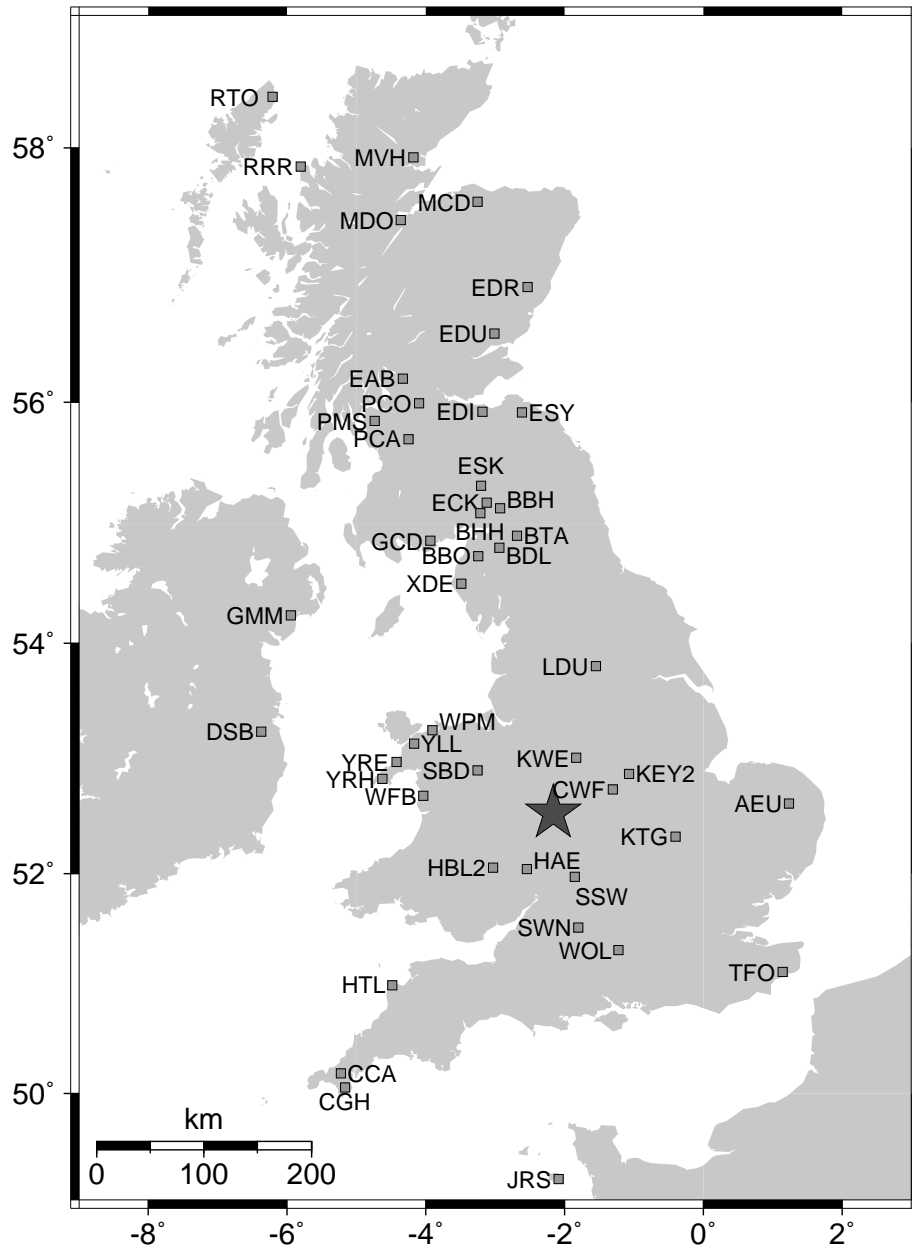 RTO
58°
MVH
RRR
MCD
MDO
EDR
EDU
EAB
56°
PCO
EDI
ESY
PMS
PCA
ESK
ECK
BBH
BHH
BTA
GCD
BBO
BDL
XDE
GMM
54°
LDU
WPM
DSB
YLL
YRE
KWE
SBD
YRH
KEY2
CWF
WFB
AEU
KTG
52°
HBL2
HAE
SSW
SWN
WOL
TFO
HTL
50°
CCA
CGH
km
0 100 200
JRS
-8° -6° -4° -2° 0° 2°